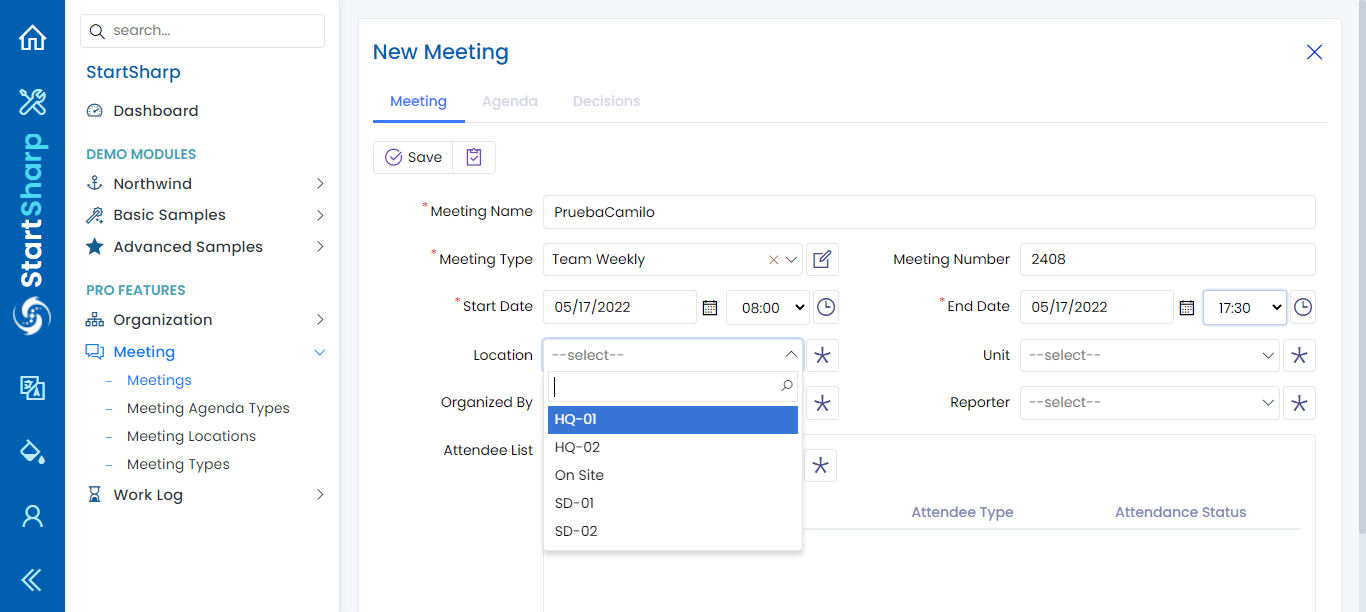 StartSharp
search...
StartSharp
Dashboard
DEMO MODULES
Northwind
Basic Samples
Advanced Samples
PRO FEATURES
Organization
Meeting
– Meetings
– Meeting Agenda Types
– Meeting Locations
– Meeting Types
Work Log
New Meeting
Meeting Agenda Decisions
Save
*Meeting Name PruebaCamilo
*Meeting Type Team Weekly Meeting Number 2408
*Start Date 05/17/2022 08:00 *End Date 05/17/2022 17:30
Location --select-- Unit --select--
Organized By Reporter --select--
HQ-01
HQ-02
On Site
SD-01
SD-02
Attendee List
Attendee Type Attendance Status